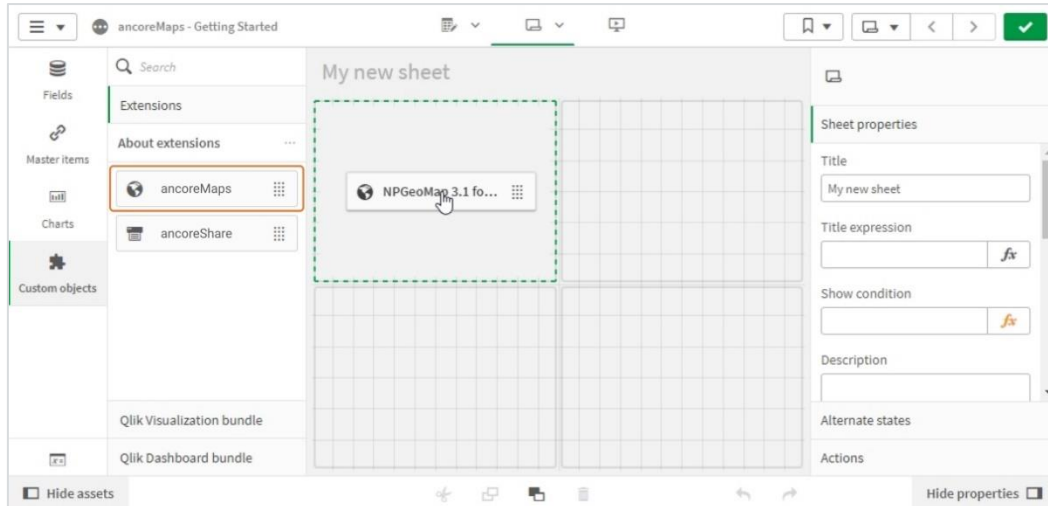 ancoreMaps - Getting Started
Fields
Master items
Charts
Custom objects
Search
Extensions
About extensions
ancoreMaps
ancoreShare
Qlik Visualization bundle
Qlik Dashboard bundle
My new sheet
NPGeoMap 3.1 fo...
Sheet properties
Title
My new sheet
Title expression
fx
Show condition
fx
Description
Alternate states
Actions
Hide assets
Hide properties